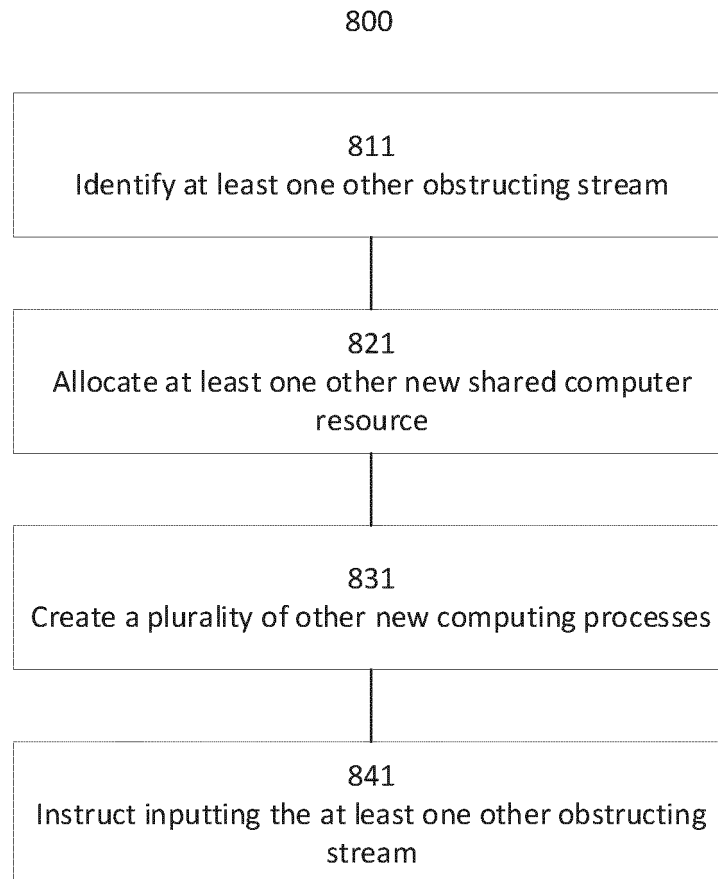 800
811
Identify at least one other obstructing stream
821
Allocate at least one other new shared computer
resource
831
Create a plurality of other new computing processes
841
Instruct inputting the at least one other obstructing
stream